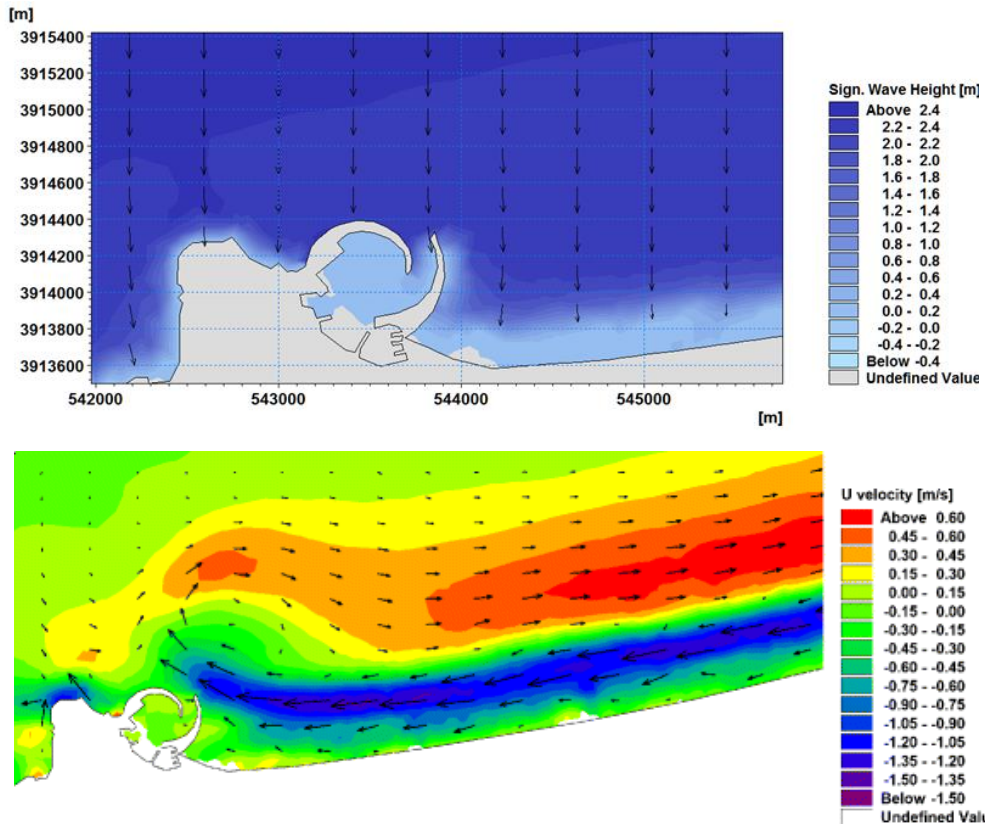 [m]
3915400
3915200
3915000
3914800
3914600
3914400
3914200
3914000
3913800
3913600
542000 543000 544000 545000
[m]
Sign. Wave Height [m]
Above 2.4
2.2 - 2.4
2.0 - 2.2
1.8 - 2.0
1.6 - 1.8
1.4 - 1.6
1.2 - 1.4
1.0 - 1.2
0.8 - 1.0
0.6 - 0.8
0.4 - 0.6
0.2 - 0.4
0.0 - 0.2
-0.2 - 0.0
-0.4 - -0.2
Below -0.4
Undefined Value
U velocity [m/s]
Above 0.60
0.45 - 0.60
0.30 - 0.45
0.15 - 0.30
0.00 - 0.15
-0.15 - 0.00
-0.30 - -0.15
-0.45 - -0.30
-0.60 - -0.45
-0.75 - -0.60
-0.90 - -0.75
-1.05 - -0.90
-1.20 - -1.05
-1.35 - -1.20
-1.50 - -1.35
Below -1.50
Undefined Valu